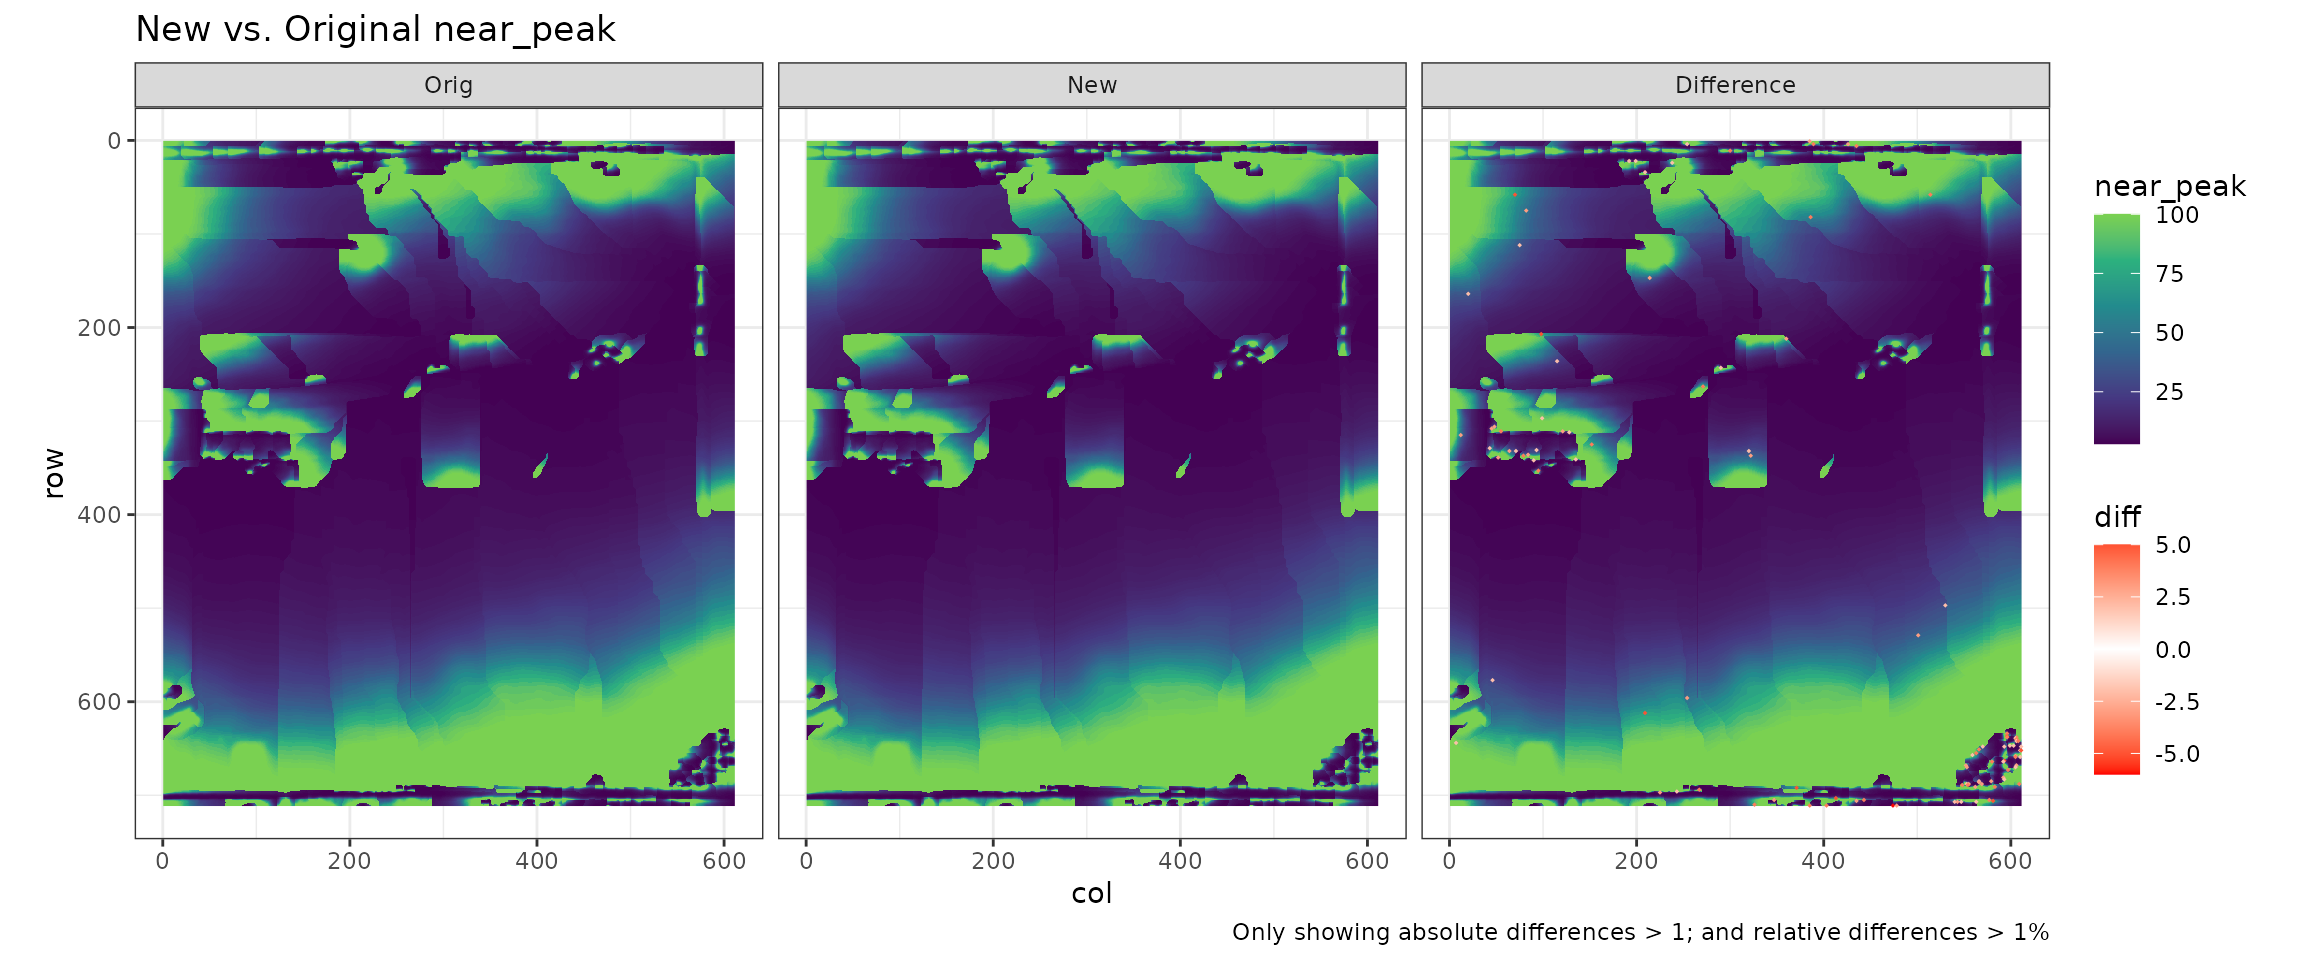 New vs. Original near_peak
Orig
New
Difference
0
200
400
600
row
0
200
400
600
0
200
400
600
0
200
400
600
col
near_peak
100
75
50
25
diff
5.0
2.5
0.0
-2.5
-5.0
Only showing absolute differences > 1; and relative differences > 1%